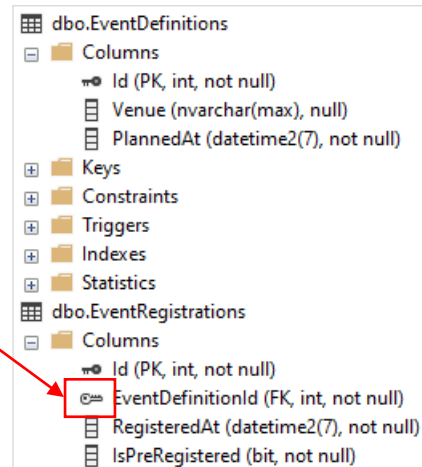 dbo.EventDefinitions
Columns
Id (PK, int, not null)
Venue (nvarchar(max), null)
PlannedAt (datetime2(7), not null)
Keys
Constraints
Triggers
Indexes
Statistics
dbo.EventRegistrations
Columns
Id (PK, int, not null)
EventDefinitionId (FK, int, not null)
RegisteredAt (datetime2(7), not null)
IsPreRegistered (bit, not null)